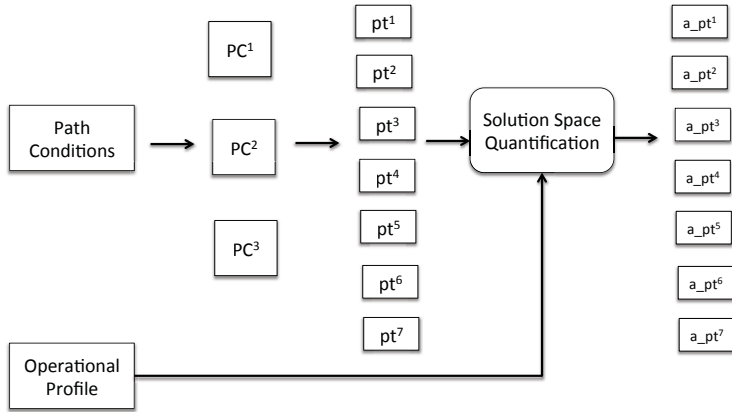 Path
Conditions
PC¹
PC²
PC³
pt¹
pt²
pt³
pt⁴
pt⁵
pt⁶
pt⁷
Solution Space
Quantification
a_pt¹
a_pt²
a_pt³
a_pt⁴
a_pt⁵
a_pt⁶
a_pt⁷
Operational
Profile